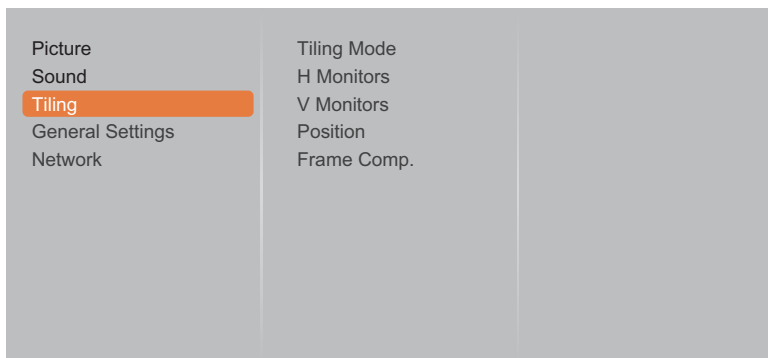 Picture
Sound
Tiling
General Settings
Network
Tiling Mode
H Monitors
V Monitors
Position
Frame Comp.